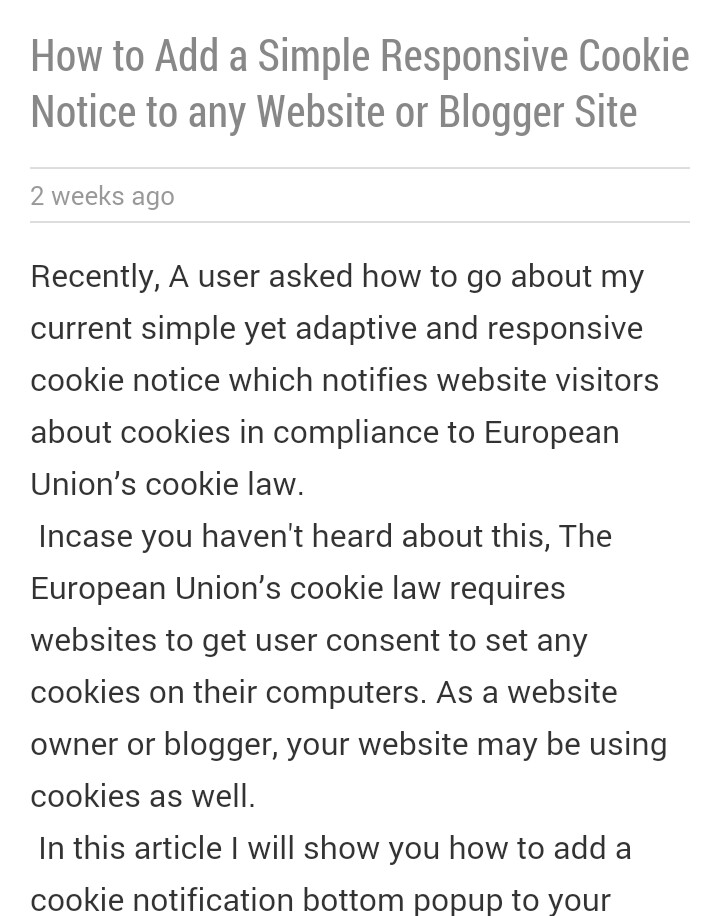 How to Add a Simple Responsive Cookie
Notice to any Website or Blogger Site
2 weeks ago
Recently, A user asked how to go about my
current simple yet adaptive and responsive
cookie notice which notifies website visitors
about cookies in compliance to European
Union’s cookie law.
Incase you haven't heard about this, The
European Union’s cookie law requires
websites to get user consent to set any
cookies on their computers. As a website
owner or blogger, your website may be using
cookies as well.
In this article I will show you how to add a
cookie notification bottom popup to your